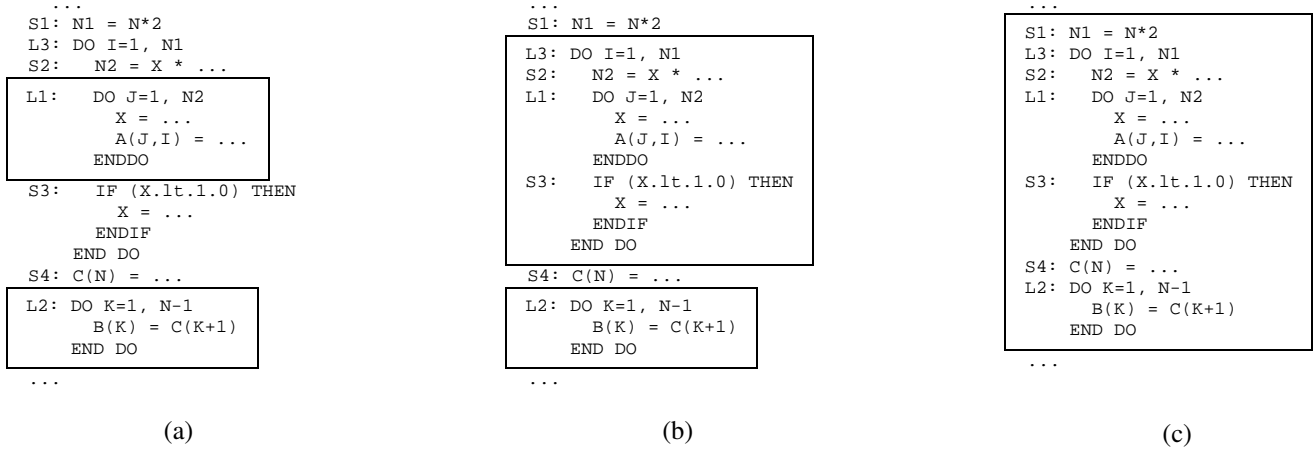 ...
S1: N1 = N*2
L3: DO I=1, N1
S2:   N2 = X * ...
L1:   DO J=1, N2
        X = ...
        A(J,I) = ...
      ENDDO
S3:   IF (X.lt.1.0) THEN
        X = ...
      ENDIF
    END DO
S4: C(N) = ...
L2: DO K=1, N-1
      B(K) = C(K+1)
    END DO
...
(a)
...
S1: N1 = N*2
L3: DO I=1, N1
S2:   N2 = X * ...
L1:   DO J=1, N2
        X = ...
        A(J,I) = ...
      ENDDO
S3:   IF (X.lt.1.0) THEN
        X = ...
      ENDIF
    END DO
S4: C(N) = ...
L2: DO K=1, N-1
      B(K) = C(K+1)
    END DO
...
(b)
...
S1: N1 = N*2
L3: DO I=1, N1
S2:   N2 = X * ...
L1:   DO J=1, N2
        X = ...
        A(J,I) = ...
      ENDDO
S3:   IF (X.lt.1.0) THEN
        X = ...
      ENDIF
    END DO
S4: C(N) = ...
L2: DO K=1, N-1
      B(K) = C(K+1)
    END DO
...
(c)